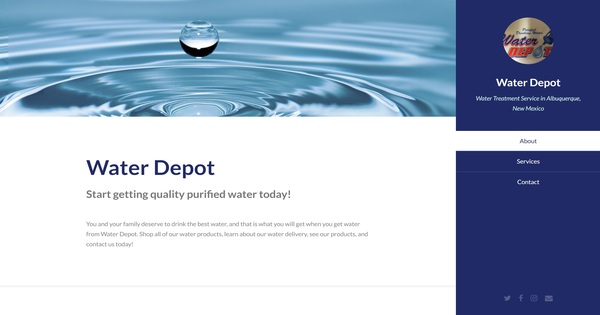 Water Depot
Start getting quality purified water today!
You and your family deserve to drink the best water, and that is what you will get when you get water
from Water Depot. Shop all of our water products, learn about our water delivery, see our products, and
contact us today!
Water
DEPOT
Water Depot
Water Treatment Service in Albuquerque,
New Mexico
About
Services
Contact